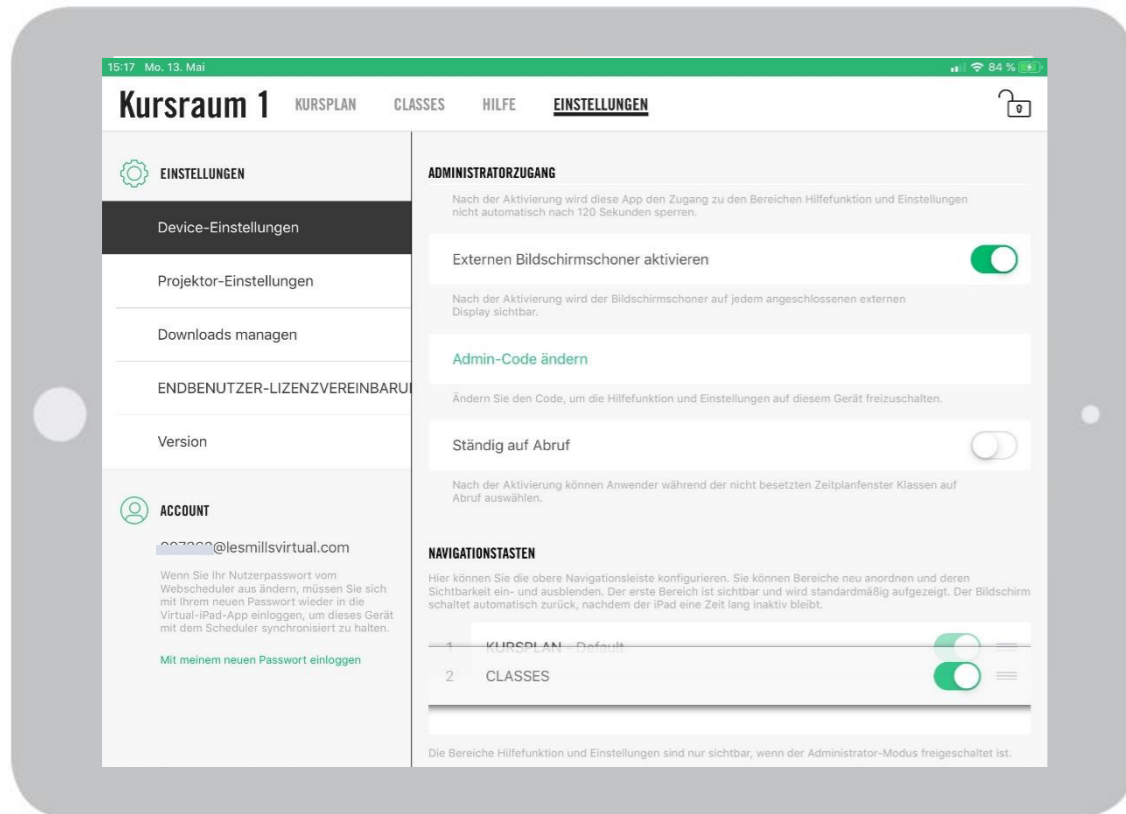 15:17 Mo. 13. Mai
84 %
Kursraum 1 KURSPLAN CLASSES HILFE EINSTELLUNGEN
EINSTELLUNGEN
Device-Einstellungen
Projektor-Einstellungen
Downloads managen
ENDBENUTZER-LIZENZVEREINBARU
Version
ACCOUNT
@lesmillsvirtual.com
Wenn Sie Ihr Nutzerpasswort vom
Webscheduler aus ändern, müssen Sie sich
mit Ihrem neuen Passwort wieder in die
Virtual-iPad-App einloggen, um dieses Gerät
mit dem Scheduler synchronisiert zu halten.
Mit meinem neuen Passwort einloggen
ADMINISTRATORZUGANG
Nach der Aktivierung wird diese App den Zugang zu den Bereichen Hilfefunktion und Einstellungen
nicht automatisch nach 120 Sekunden sperren.
Externen Bildschirmschoner aktivieren
Nach der Aktivierung wird der Bildschirmschoner auf jedem angeschlossenen externen
Display sichtbar.
Admin-Code ändern
Ändern Sie den Code, um die Hilfefunktion und Einstellungen auf diesem Gerät freizuschalten.
Ständig auf Abruf
Nach der Aktivierung können Anwender während der nicht besetzten Zeitplanfenster Klassen auf
Abruf auswählen.
NAVIGATIONSTASTEN
Hier können Sie die obere Navigationsleiste konfigurieren. Sie können Bereiche neu anordnen und deren
Sichtbarkeit ein- und ausblenden. Der erste Bereich ist sichtbar und wird standardmäßig aufgezeigt. Der Bildschirm
schaltet automatisch zurück, nachdem der iPad eine Zeit lang inaktiv bleibt.
1 KURSPLAN - Default
2 CLASSES
Die Bereiche Hilfefunktion und Einstellungen sind nur sichtbar, wenn der Administrator-Modus freigeschaltet ist.